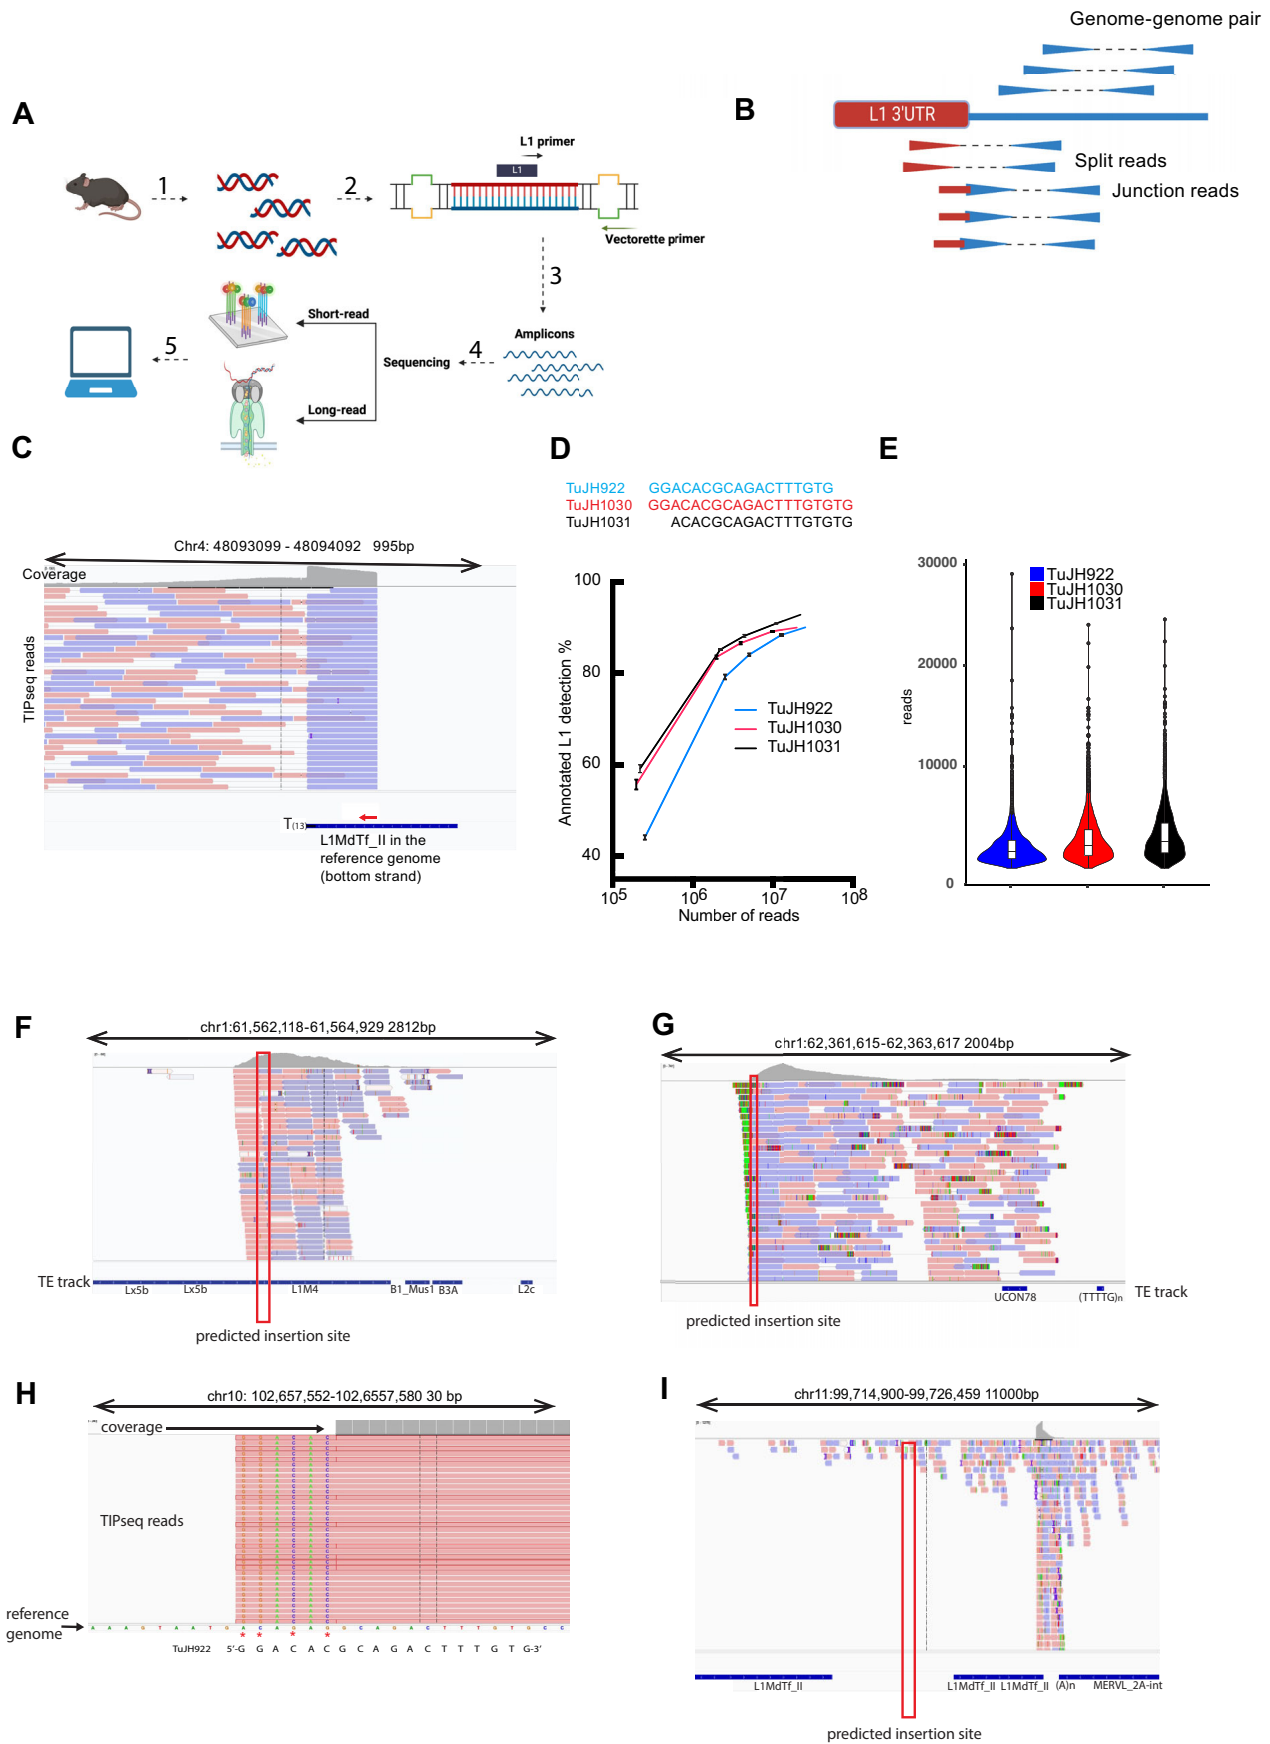 A
1
2
L1 primer
L1
Vectorette primer
3
Amplicons
4
Sequencing
Short-read
Long-read
5
B
Genome-genome pair
L1 3'UTR
Split reads
Junction reads
C
Chr4: 48093099 - 48094092 995bp
Coverage
TIPseq reads
T(13)
L1MdTf_II in the
reference genome
(bottom strand)
D
TuJH922 GGACACGCAGACTTTGTG
TuJH1030 GGACACGCAGACTTTGTGTG
TuJH1031 ACACGCAGACTTTGTGTG
Annotated L1 detection %
100
80
60
40
TuJH922
TuJH1030
TuJH1031
10^5 10^6 10^7 10^8
Number of reads
E
reads
30000
20000
10000
0
TuJH922
TuJH1030
TuJH1031
F
chr1:61,562,118-61,564,929 2812bp
TE track
Lx5b Lx5b L1M4 B1_Mus1 B3A L2c
predicted insertion site
G
chr1:62,361,615-62,363,617 2004bp
UCON78 (TTTTG)n TE track
predicted insertion site
H
chr10: 102,657,552-102,6557,580 30 bp
coverage
TIPseq reads
reference
genome
A A A G T A A T G A C A G A G G C A G A C T T T G T G C C
* * * *
TuJH922 5'-G G A C A C G C A G A C T T T G T G-3'
I
chr11:99,714,900-99,726,459 11000bp
L1MdTf_II L1MdTf_II L1MdTf_II (A)n MERVL_2A-int
predicted insertion site